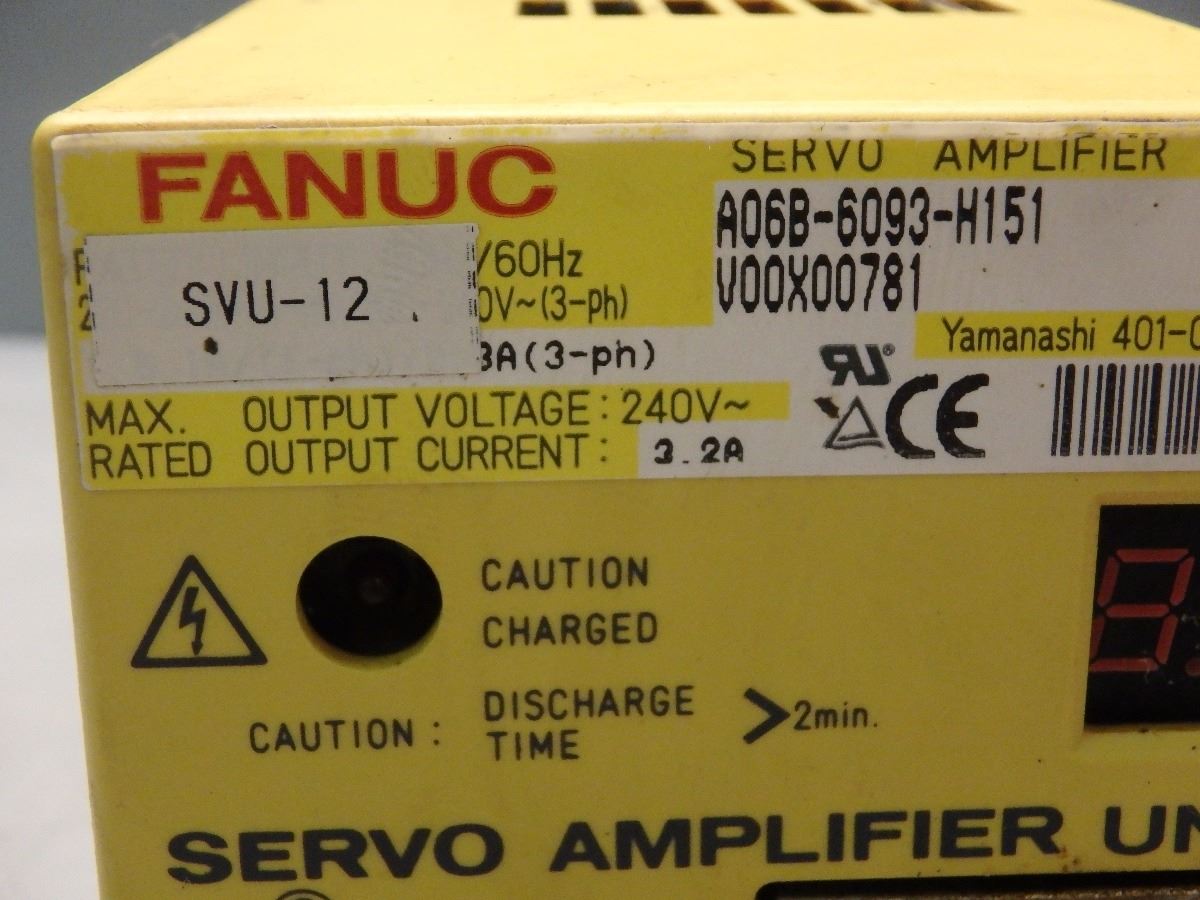 FANUC
SERVO AMPLIFIER
A06B-6093-H151
V00X00781
SVU-12
/60Hz
0V~(3-ph)
3A(3-ph)
Yamanashi 401-0
MAX. OUTPUT VOLTAGE: 240V~
RATED OUTPUT CURRENT: 3.2A
CE
CAUTION
CHARGED
CAUTION: DISCHARGE
TIME
>2min.
SERVO AMPLIFIER UN